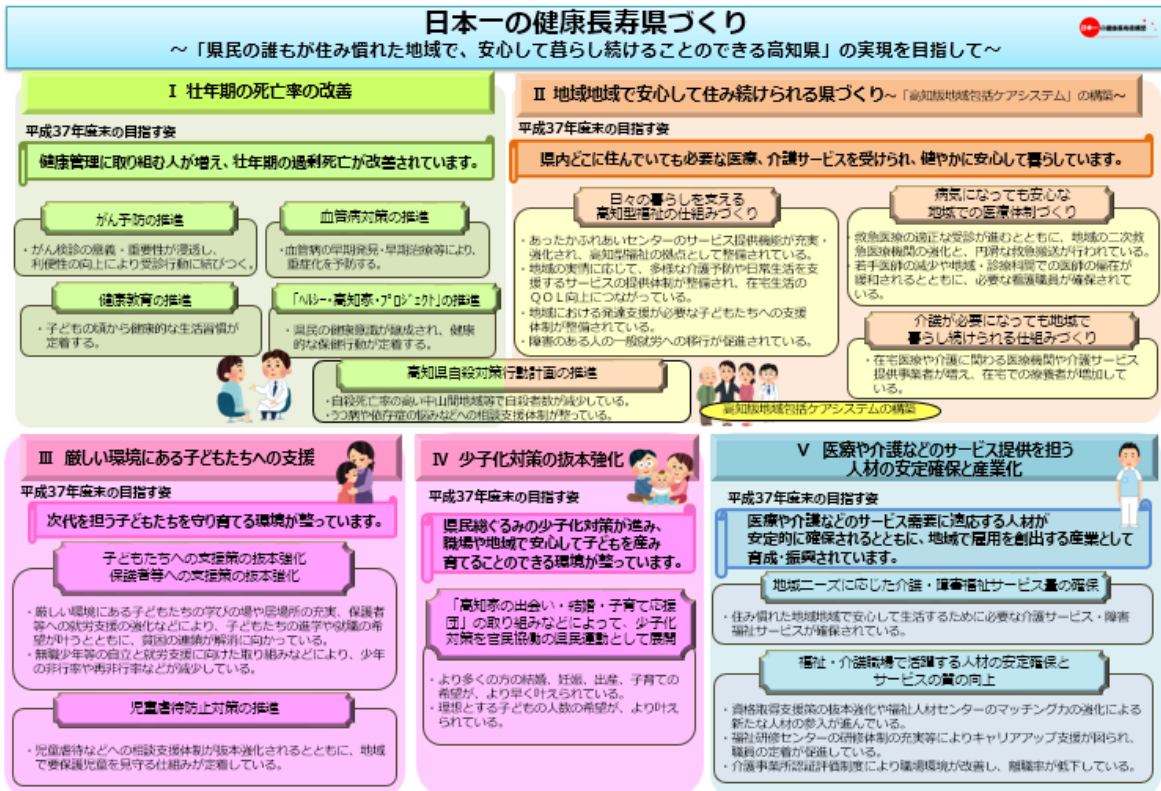 日本一の健康長寿県づくり
～「県民の誰もが住み慣れた地域で、安心して暮らし続けることのできる高知県」の実現を目指して～
Ⅰ 壮年期の死亡率の改善
平成37年度末の目指す姿
健康管理に取り組む人が増え、壮年期の過剰死亡が改善されています。
がん予防の推進
・がん検診の意義・重要性が浸透し、
利便性の向上により受診行動に結びつく。
血管病対策の推進
・血管病の早期発見・早期治療等により、
重症化を予防する。
健康教育の推進
・子どもの頃から健康的な生活習慣が
定着する。
「ヘルシー・高知家・プロジェクト」の推進
・県民の健康意識が醸成され、健康
的な保健行動が定着する。
Ⅱ 地域地域で安心して住み続けられる県づくり～「高知版地域包括ケアシステム」の構築～
平成37年度末の目指す姿
県内どこに住んでいても必要な医療、介護サービスを受けられ、健やかに安心して暮らしています。
日々の暮らしを支える
高知型福祉の仕組みづくり
・あったかふれあいセンターのサービス提供機能が充実・
強化され、高知型福祉の拠点として整備されている。
・地域の実情に応じて、多様な介護予防や日常生活を支
援するサービスの提供体制が整備され、在宅生活の
QOL向上につながっている。
・地域における発達支援が必要な子どもたちへの支援
体制が整備されている。
・障害のある人の一般就労への移行が促進されている。
病気になっても安心な
地域での医療体制づくり
・救急医療の適正な受診が進むとともに、地域の二次救
急医療機関の強化と、円滑な救急搬送が行われている。
・若手医師の減少や地域・診療科間での医師の偏在が
緩和されるとともに、必要な看護職員が確保されて
いる。
介護が必要になっても地域で
暮らし続けられる仕組みづくり
・在宅医療や介護に関わる医療機関や介護サービス
提供事業者が増え、在宅での療養者が増加して
いる。
高知県自殺対策行動計画の推進
・自殺死亡率の高い中山間地域等で自殺者数が減少している。
・うつ病や依存症の悩みなどへの相談支援体制が整っている。
高知版地域包括ケアシステムの構築
Ⅲ 厳しい環境にある子どもたちへの支援
平成37年度末の目指す姿
次代を担う子どもたちを守り育てる環境が整っています。
子どもたちへの支援策の抜本強化
保護者等への支援策の抜本強化
・厳しい環境にある子どもたちの学びの場や居場所の充実、保護者
等への就労支援の強化などにより、子どもたちの進学や就職の希
望が叶うとともに、貧困の連鎖が解消に向かっている。
・無職少年等の自立と就労支援に向けた取り組みなどにより、少年
の非行率や再非行率などが減少している。
児童虐待防止対策の推進
・児童虐待などへの相談支援体制が抜本強化されるとともに、地域
で要保護児童を見守る仕組みが定着している。
Ⅳ 少子化対策の抜本強化
平成37年度末の目指す姿
県民総ぐるみの少子化対策が進み、
職場や地域で安心して子どもを産み
育てることのできる環境が整っています。
「高知家の出会い・結婚・子育て応援
団」の取り組みなどによって、少子化
対策を官民協働の県民運動として展開
・より多くの方の結婚、妊娠、出産、子育ての
希望が、より早く叶えられている。
・理想とする子どもの人数の希望が、より叶え
られている。
Ⅴ 医療や介護などのサービス提供を担う
人材の安定確保と産業化
平成37年度末の目指す姿
医療や介護などのサービス需要に適応する人材が
安定的に確保されるとともに、地域で雇用を創出する産業として
育成・振興されています。
地域ニーズに応じた介護・障害福祉サービス量の確保
・住み慣れた地域地域で安心して生活するために必要な介護サービス・障害
福祉サービスが確保されている。
福祉・介護職場で活躍する人材の安定確保と
サービスの質の向上
・資格取得支援策の抜本強化や福祉人材センターのマッチング力の強化による
新たな人材の参入が進んでいる。
・福祉研修センターの研修体制の充実等によりキャリアアップ支援が図られ、
職員の定着が促進している。
・介護事業所認証評価制度により職場環境が改善し、離職率が低下している。